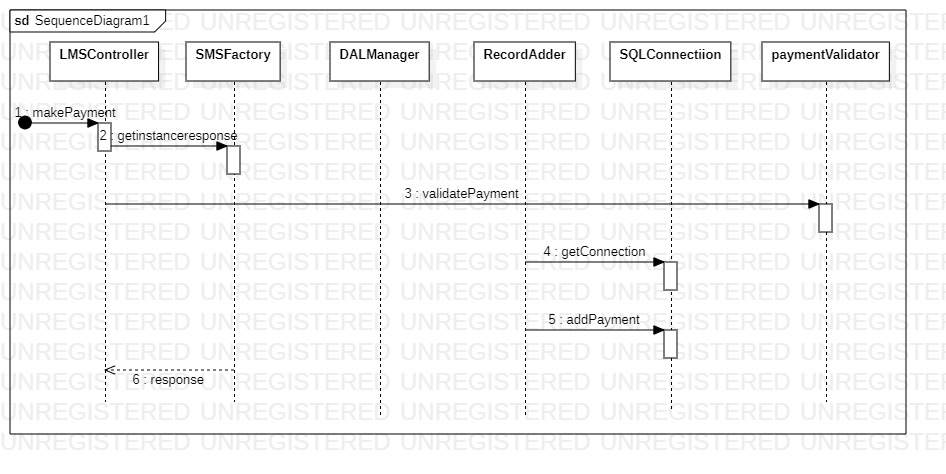 sd SequenceDiagram1
LMSController
SMSFactory
DALManager
RecordAdder
SQLConnectiion
paymentValidator
1 : makePayment
2 : getinstanceresponse
3 : validatePayment
4 : getConnection
5 : addPayment
6 : response
UNREGISTERED